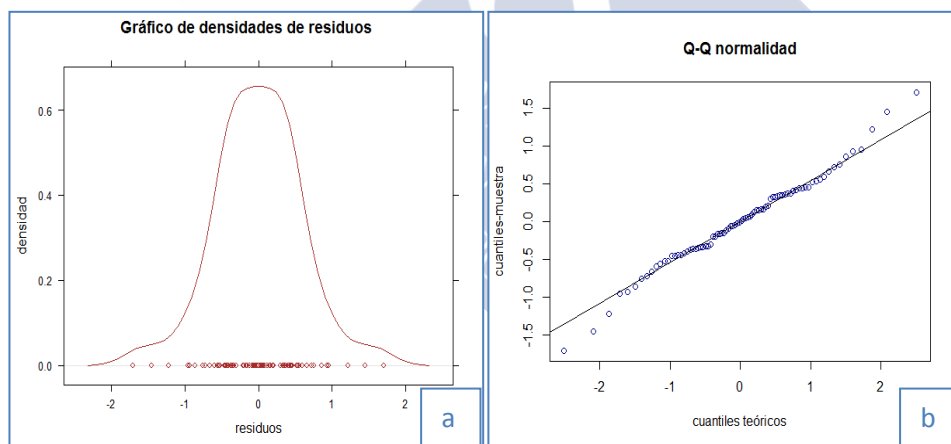 Gráfico de densidades de residuos
0.6
0.4
0.2
0.0
densidad
-2 -1 0 1 2
residuos
a
Q-Q normalidad
1.5
1.0
0.5
0.0
-0.5
-1.0
-1.5
cuantiles-muestra
-2 -1 0 1 2
cuantiles teóricos
b